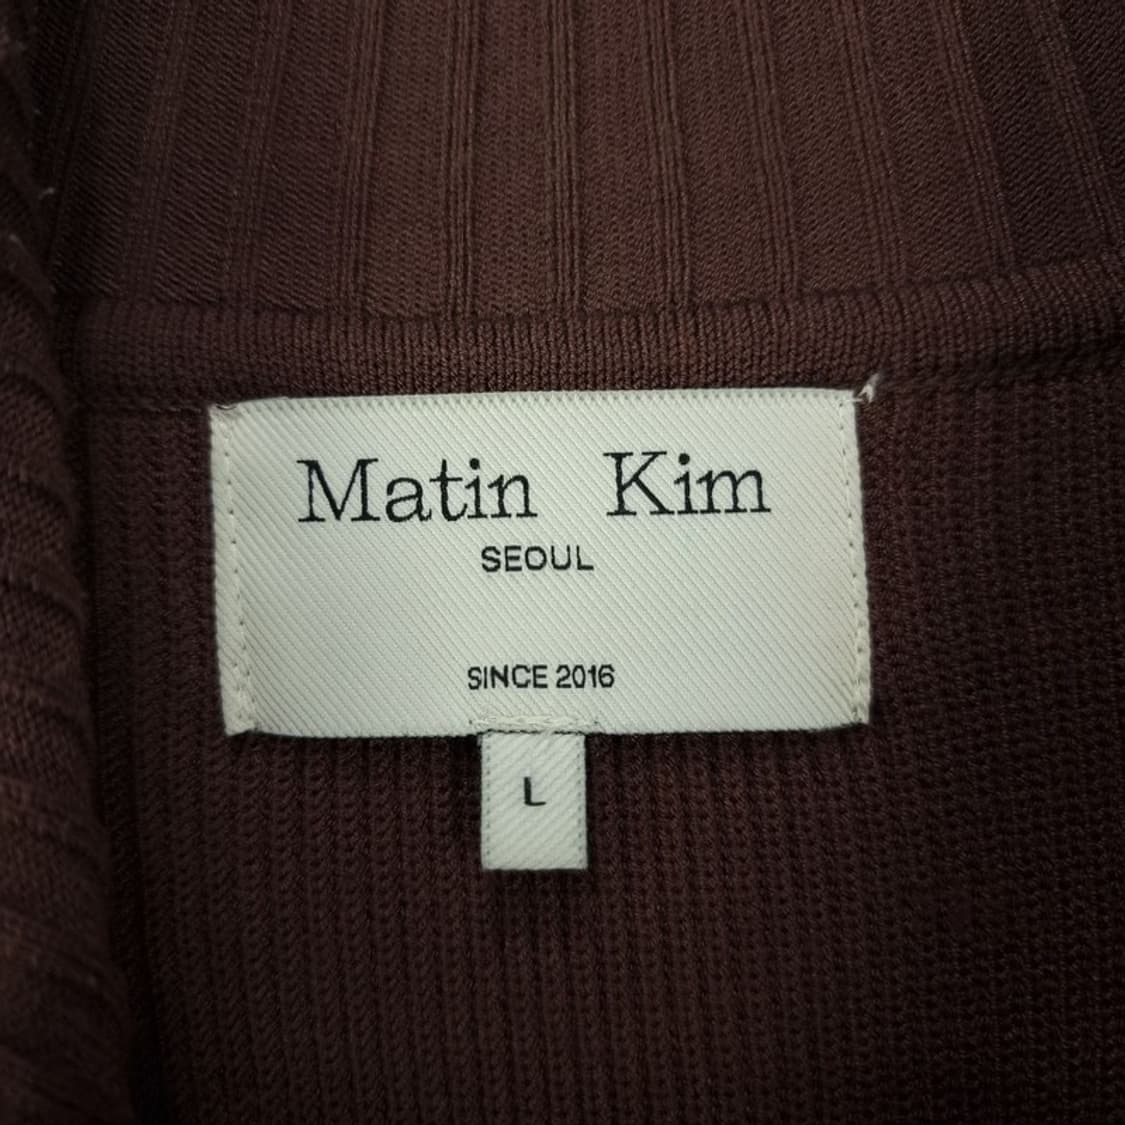 Matin Kim
SEOUL
SINCE 2016
L